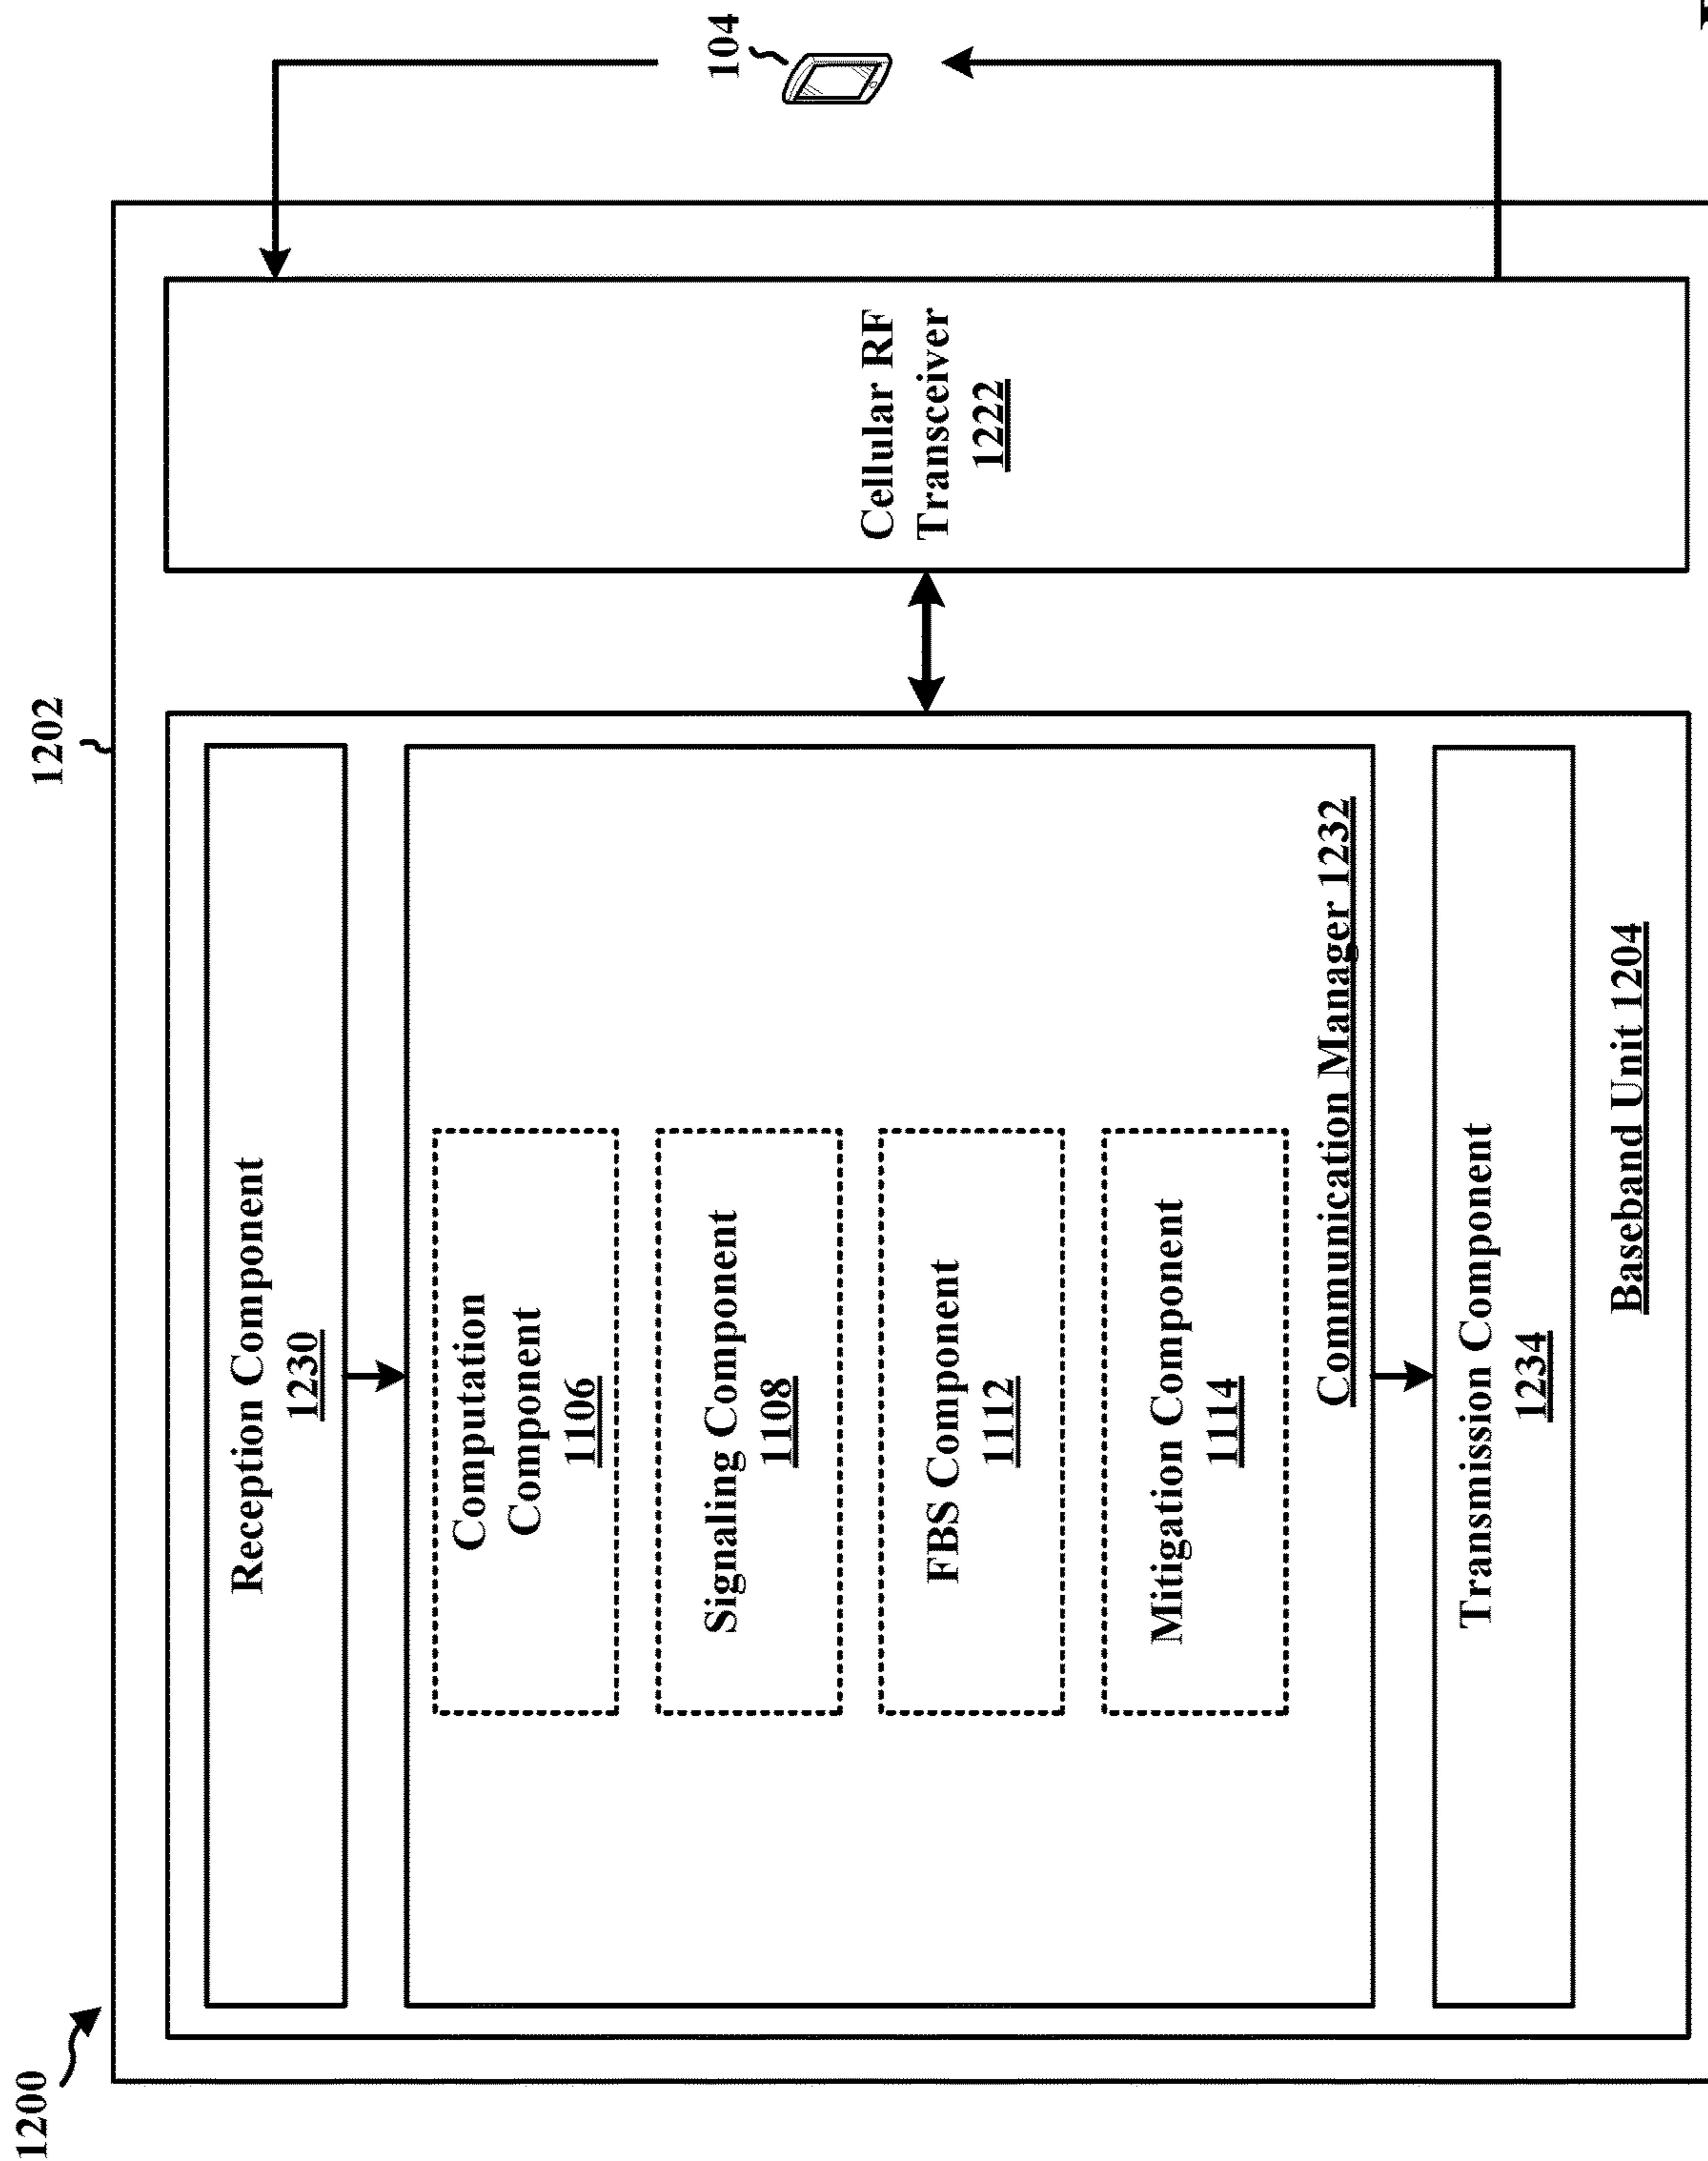 1200
1202
Reception Component
1230
Computation
Component
1106
Signaling Component
1108
FBS Component
1112
Mitigation Component
1114
Communication Manager 1232
Transmission Component
1234
Baseband Unit 1204
Cellular RF
Transceiver
1222
104